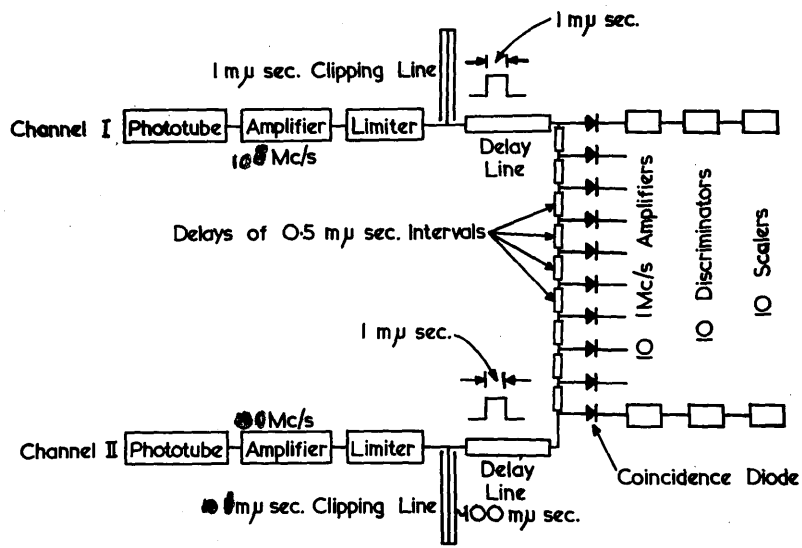 1 mμ sec.
1 mμ sec. Clipping Line
Channel I
Phototube
Amplifier
Limiter
Mc/s
Delay
Line
Delays of 0.5 mμ sec. Intervals
10 1Mc/s Amplifiers
10 Discriminators
10 Scalers
1 mμ sec.
Mc/s
Channel II
Phototube
Amplifier
Limiter
Delay
Line
Coincidence Diode
mμ sec. Clipping Line
100 mμ sec.